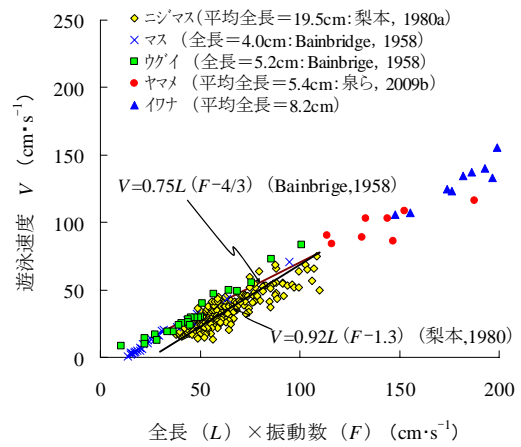 ニジマス(平均全長＝19.5cm：梨本, 1980a)
マス (全長＝4.0cm：Bainbridge, 1958)
ウグイ (全長＝5.2cm：Bainbrige, 1958)
ヤマメ (平均全長＝5.4cm：泉ら, 2009b)
イワナ (平均全長＝8.2cm)
250
200
150
100
50
0
遊泳速度 V (cm･s⁻¹)
V=0.75L (F−4/3) (Bainbrige,1958)
V=0.92L (F−1.3) (梨本,1980)
0 50 100 150 200
全長 (L) ×振動数 (F) (cm･s⁻¹)